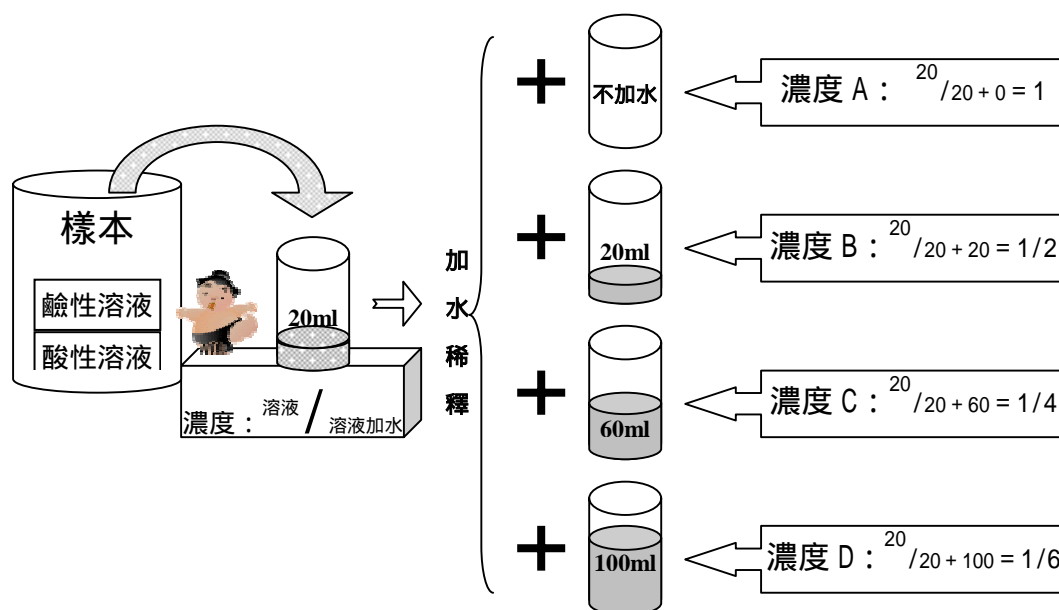 樣本
鹼性溶液
酸性溶液
20ml
濃度： 溶液 / 溶液加水
加水稀釋
+ 不加水
濃度 A： 20/20 + 0 = 1
+ 20ml
濃度 B： 20/20 + 20 = 1/2
+ 60ml
濃度 C： 20/20 + 60 = 1/4
+ 100ml
濃度 D： 20/20 + 100 = 1/6